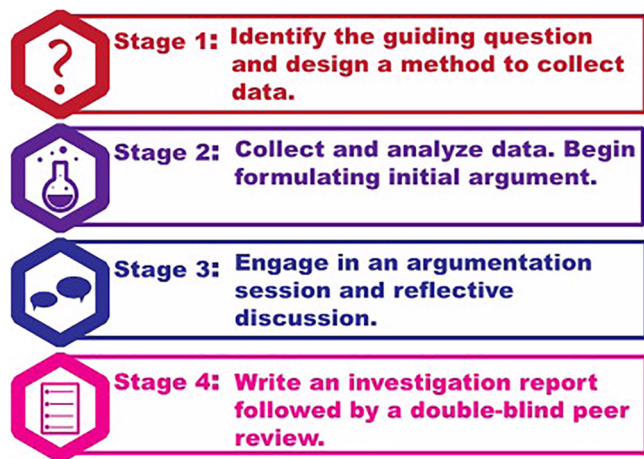 Stage 1: Identify the guiding question
and design a method to collect
data.
Stage 2: Collect and analyze data. Begin
formulating initial argument.
Stage 3: Engage in an argumentation
session and reflective
discussion.
Stage 4: Write an investigation report
followed by a double-blind peer
review.